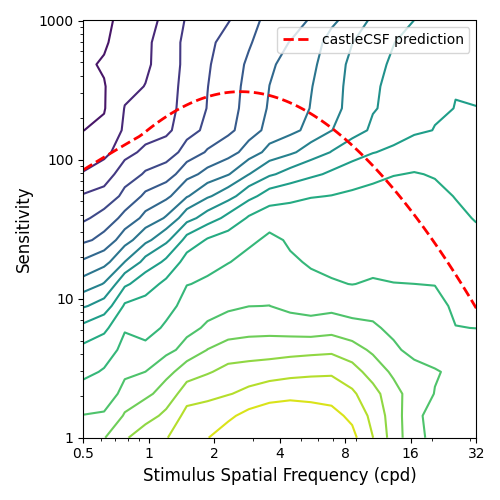 1000
castleCSF prediction
100
Sensitivity
10
1
0.5 1 2 4 8 16 32
Stimulus Spatial Frequency (cpd)